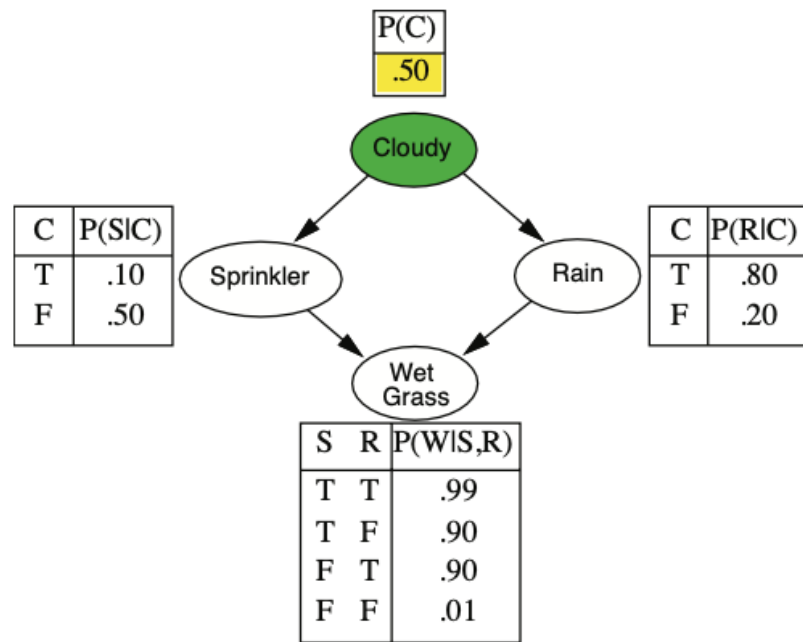 P(C)
.50
Cloudy
C P(S|C)
T .10
F .50
Sprinkler
Rain
C P(R|C)
T .80
F .20
Wet
Grass
S R P(W|S,R)
T T .99
T F .90
F T .90
F F .01